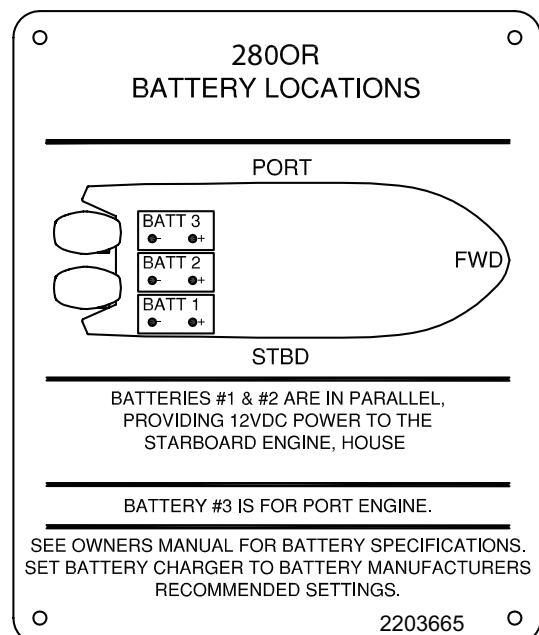 280OR
BATTERY LOCATIONS
PORT
BATT 3
- +
BATT 2
- +
FWD
BATT 1
- +
STBD
BATTERIES #1 & #2 ARE IN PARALLEL,
PROVIDING 12VDC POWER TO THE
STARBOARD ENGINE, HOUSE
BATTERY #3 IS FOR PORT ENGINE.
SEE OWNERS MANUAL FOR BATTERY SPECIFICATIONS.
SET BATTERY CHARGER TO BATTERY MANUFACTURERS
RECOMMENDED SETTINGS.
2203665